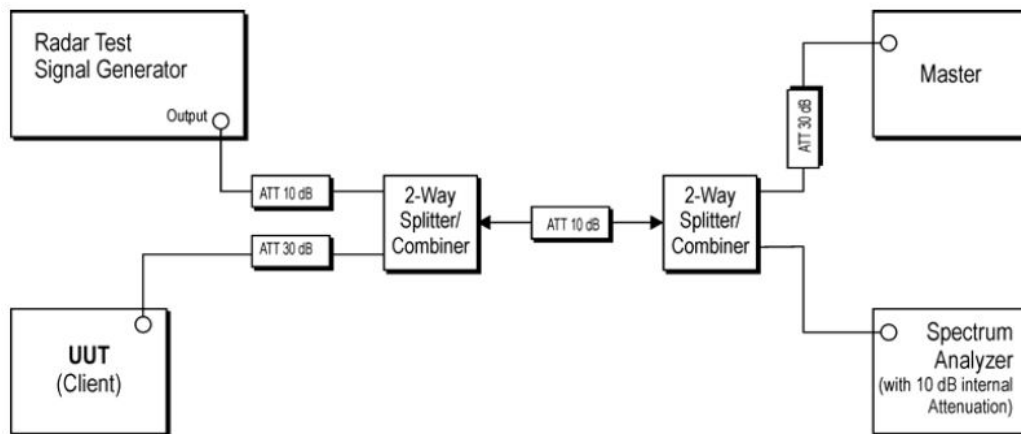 Radar Test
Signal Generator
Output
ATT 10 dB
ATT 30 dB
UUT
(Client)
2-Way
Splitter/
Combiner
ATT 10 dB
2-Way
Splitter/
Combiner
ATT 30 dB
Master
Spectrum
Analyzer
(with 10 dB internal
Attenuation)